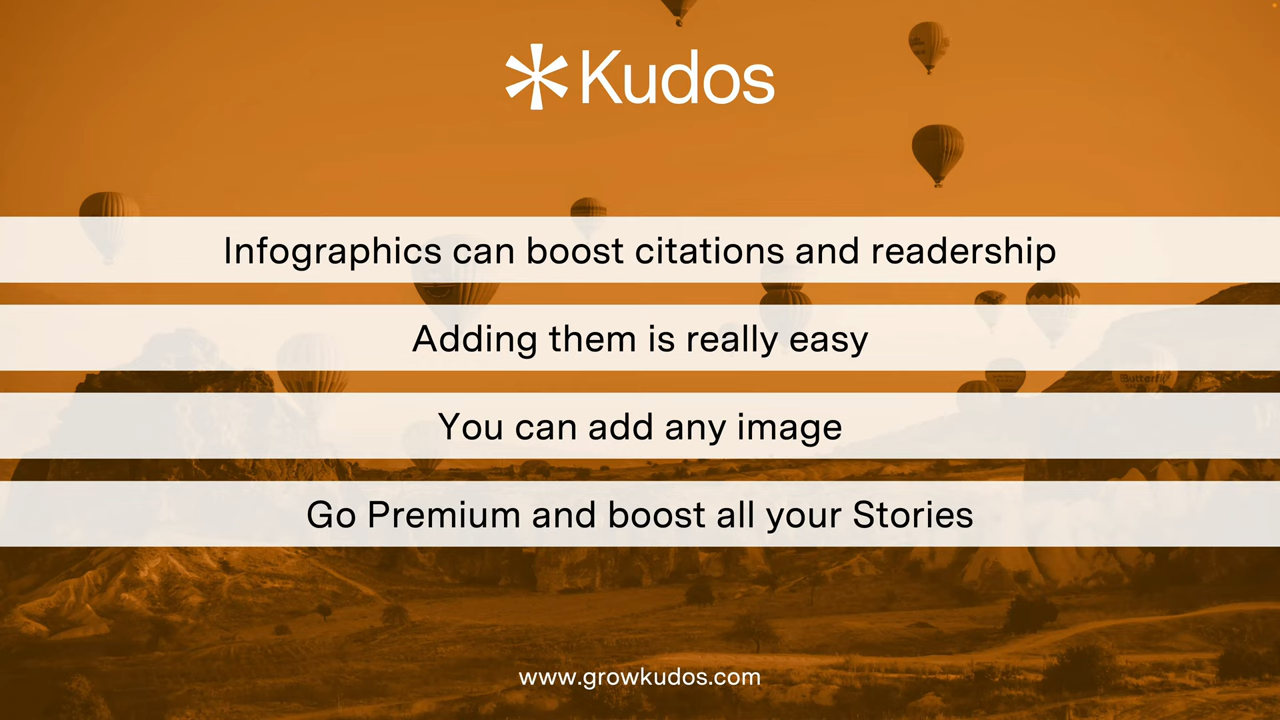 Kudos
Infographics can boost citations and readership
Adding them is really easy
You can add any image
Go Premium and boost all your Stories
www.growkudos.com